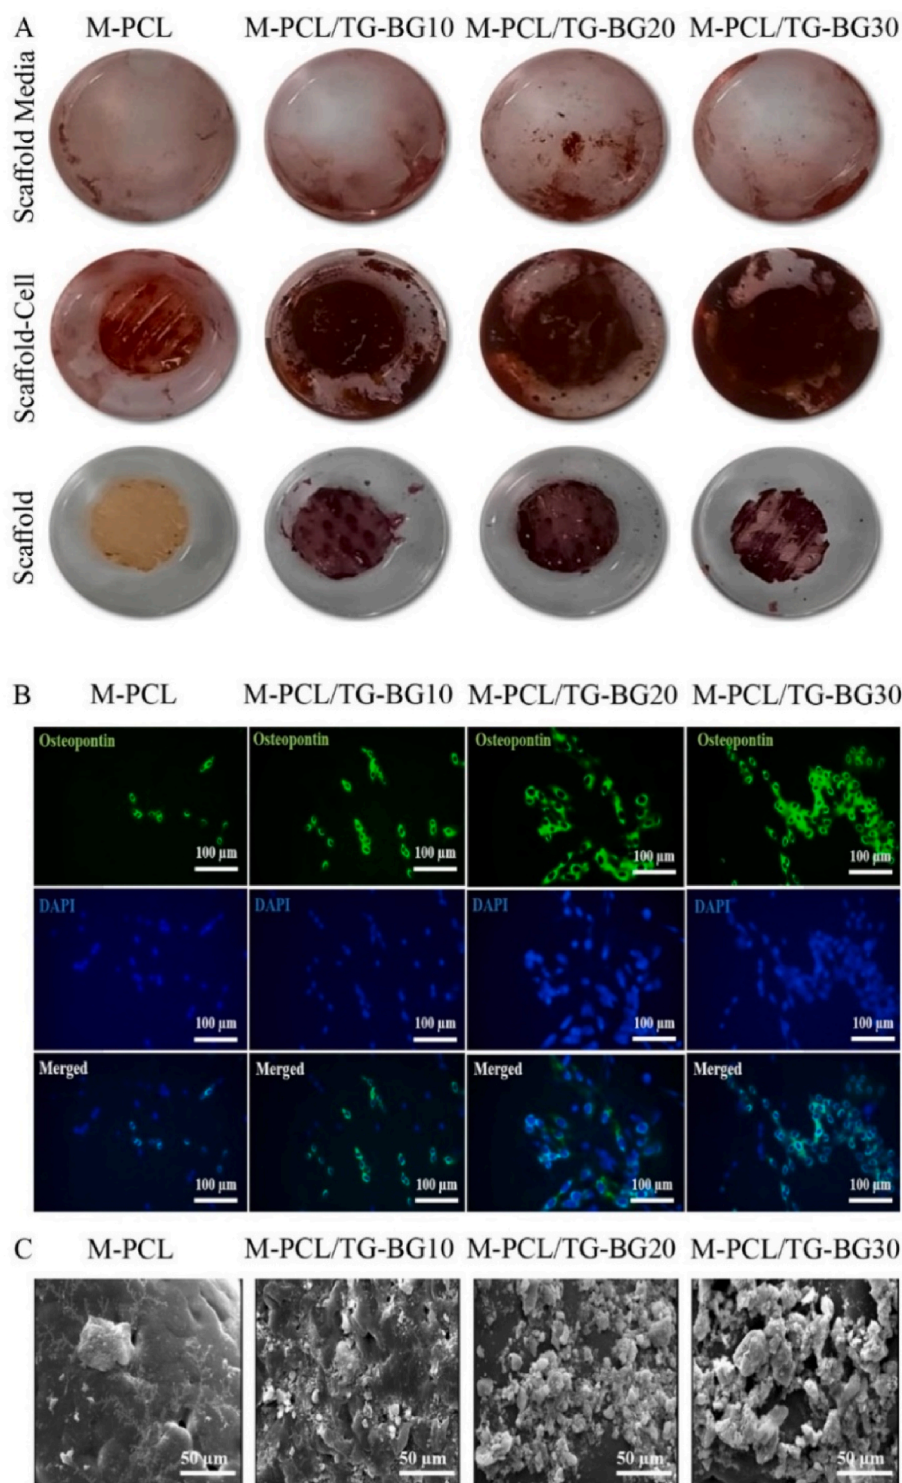 A M-PCL M-PCL/TG-BG10 M-PCL/TG-BG20 M-PCL/TG-BG30
Scaffold Media
Scaffold-Cell
Scaffold
B M-PCL M-PCL/TG-BG10 M-PCL/TG-BG20 M-PCL/TG-BG30
Osteopontin Osteopontin Osteopontin Osteopontin
100 µm 100 µm 100 µm 100 µm
DAPI DAPI DAPI DAPI
100 µm 100 µm 100 µm 100 µm
Merged Merged Merged Merged
100 µm 100 µm 100 µm 100 µm
C M-PCL M-PCL/TG-BG10 M-PCL/TG-BG20 M-PCL/TG-BG30
50 µm 50 µm 50 µm 50 µm